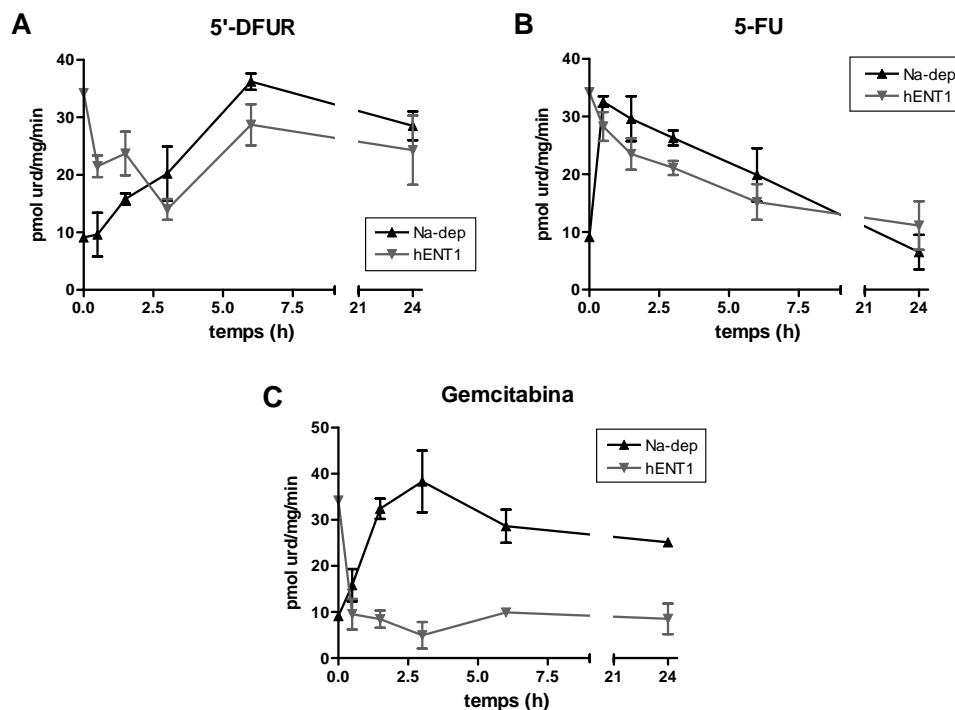 A
5'-DFUR
pmol urd/mg/min
40
30
20
10
0
0.0 2.5 5.0 7.5 21 24
temps (h)
Na-dep
hENT1
B
5-FU
pmol urd/mg/min
40
30
20
10
0
0.0 2.5 5.0 7.5 21 24
temps (h)
Na-dep
hENT1
C
Gemcitabina
pmol urd/mg/min
50
40
30
20
10
0
0.0 2.5 5.0 7.5 21 24
temps (h)
Na-dep
hENT1